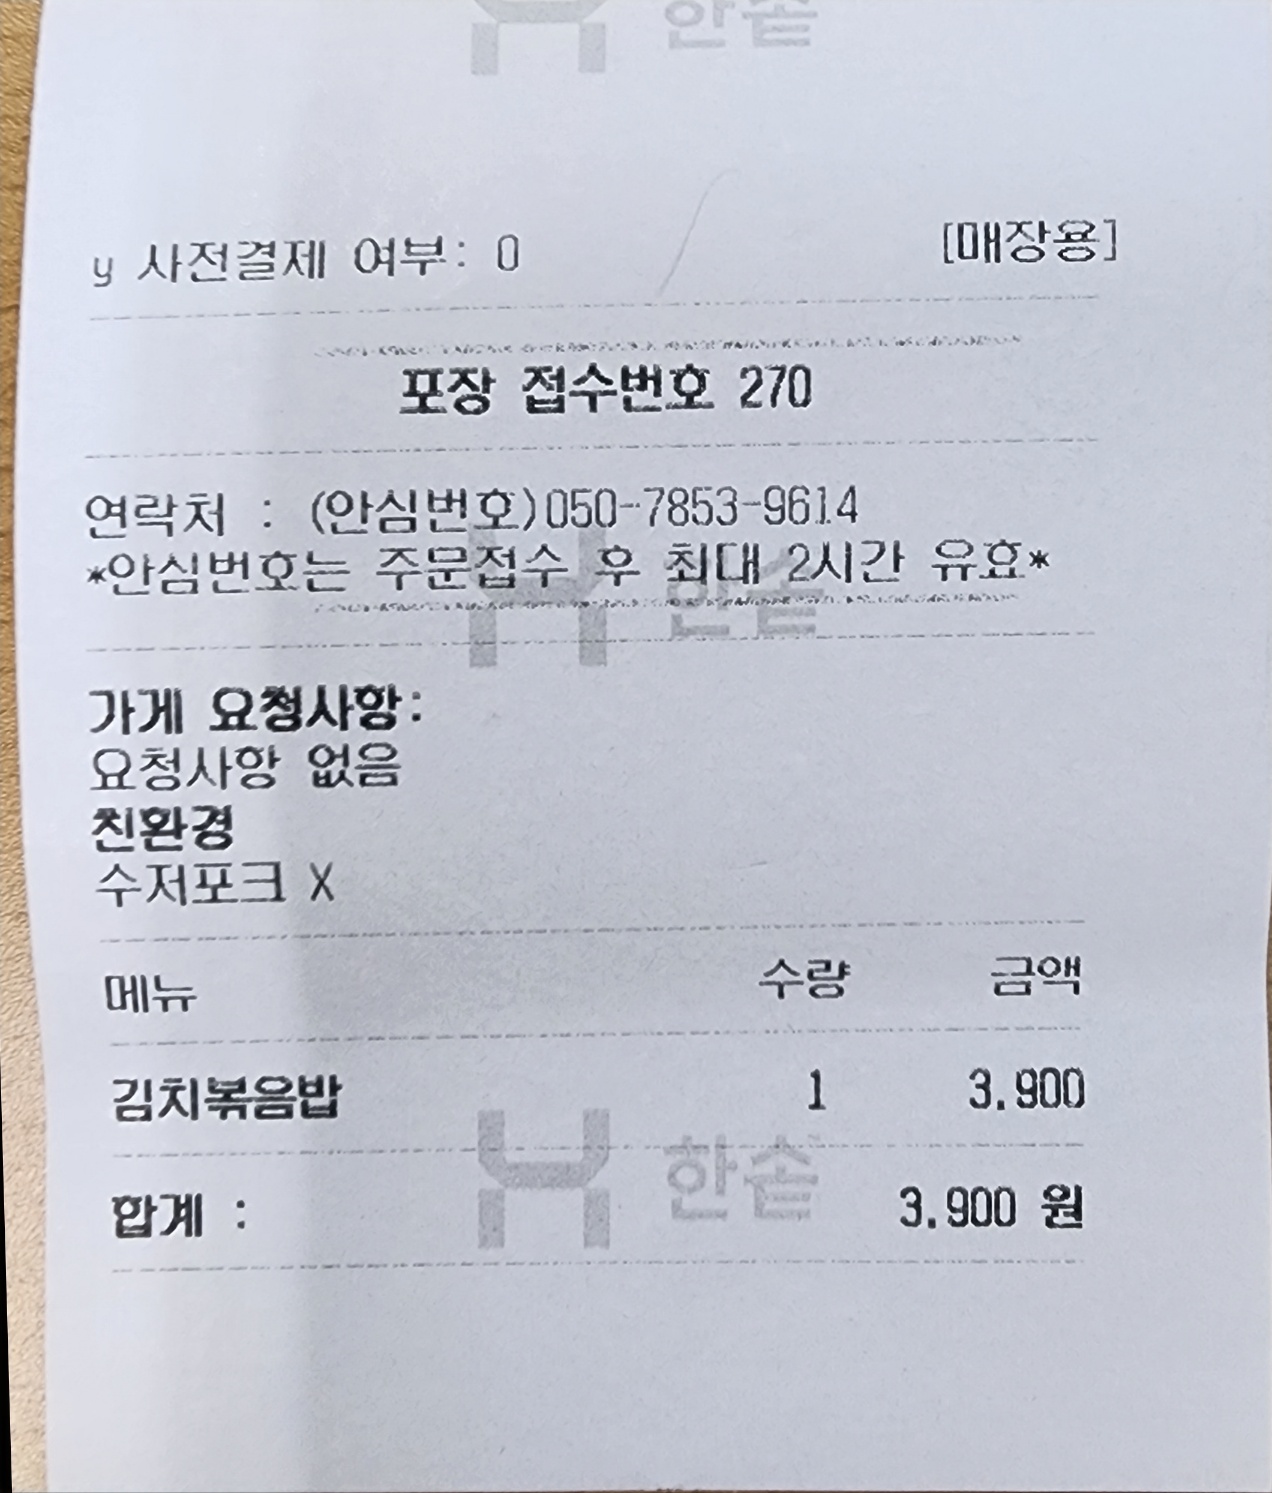 한솥
y 사전결제 여부: O [매장용]
포장 접수번호 270
연락처 : (안심번호)050-7853-9614
*안심번호는 주문접수 후 최대 2시간 유효*
한솥
가게 요청사항:
요청사항 없음
친환경
수저포크 X
메뉴 수량 금액
김치볶음밥 1 3.900
한솥
합계 : 3.900 원